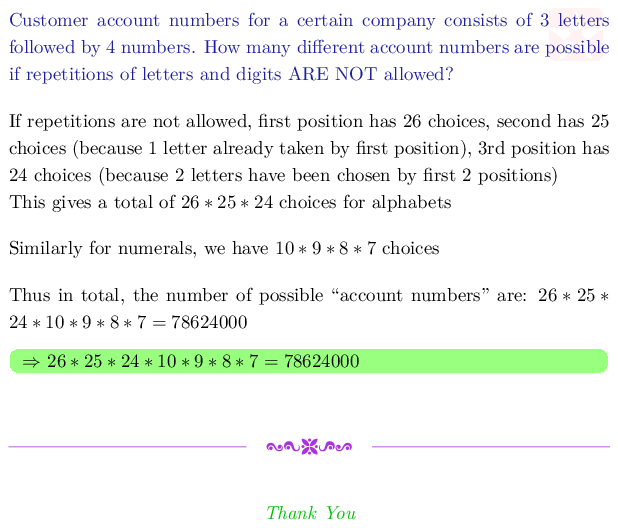 Customer account numbers for a certain company consists of 3 letters
followed by 4 numbers. How many different account numbers are possible
if repetitions of letters and digits ARE NOT allowed?
If repetitions are not allowed, first position has 26 choices, second has 25
choices (because 1 letter already taken by first position), 3rd position has
24 choices (because 2 letters have been chosen by first 2 positions)
This gives a total of 26 ∗ 25 ∗ 24 choices for alphabets
Similarly for numerals, we have 10 ∗ 9 ∗ 8 ∗ 7 choices
Thus in total, the number of possible “account numbers” are: 26 ∗ 25 ∗
24 ∗ 10 ∗ 9 ∗ 8 ∗ 7 = 78624000
⇒ 26 ∗ 25 ∗ 24 ∗ 10 ∗ 9 ∗ 8 ∗ 7 = 78624000
Thank You